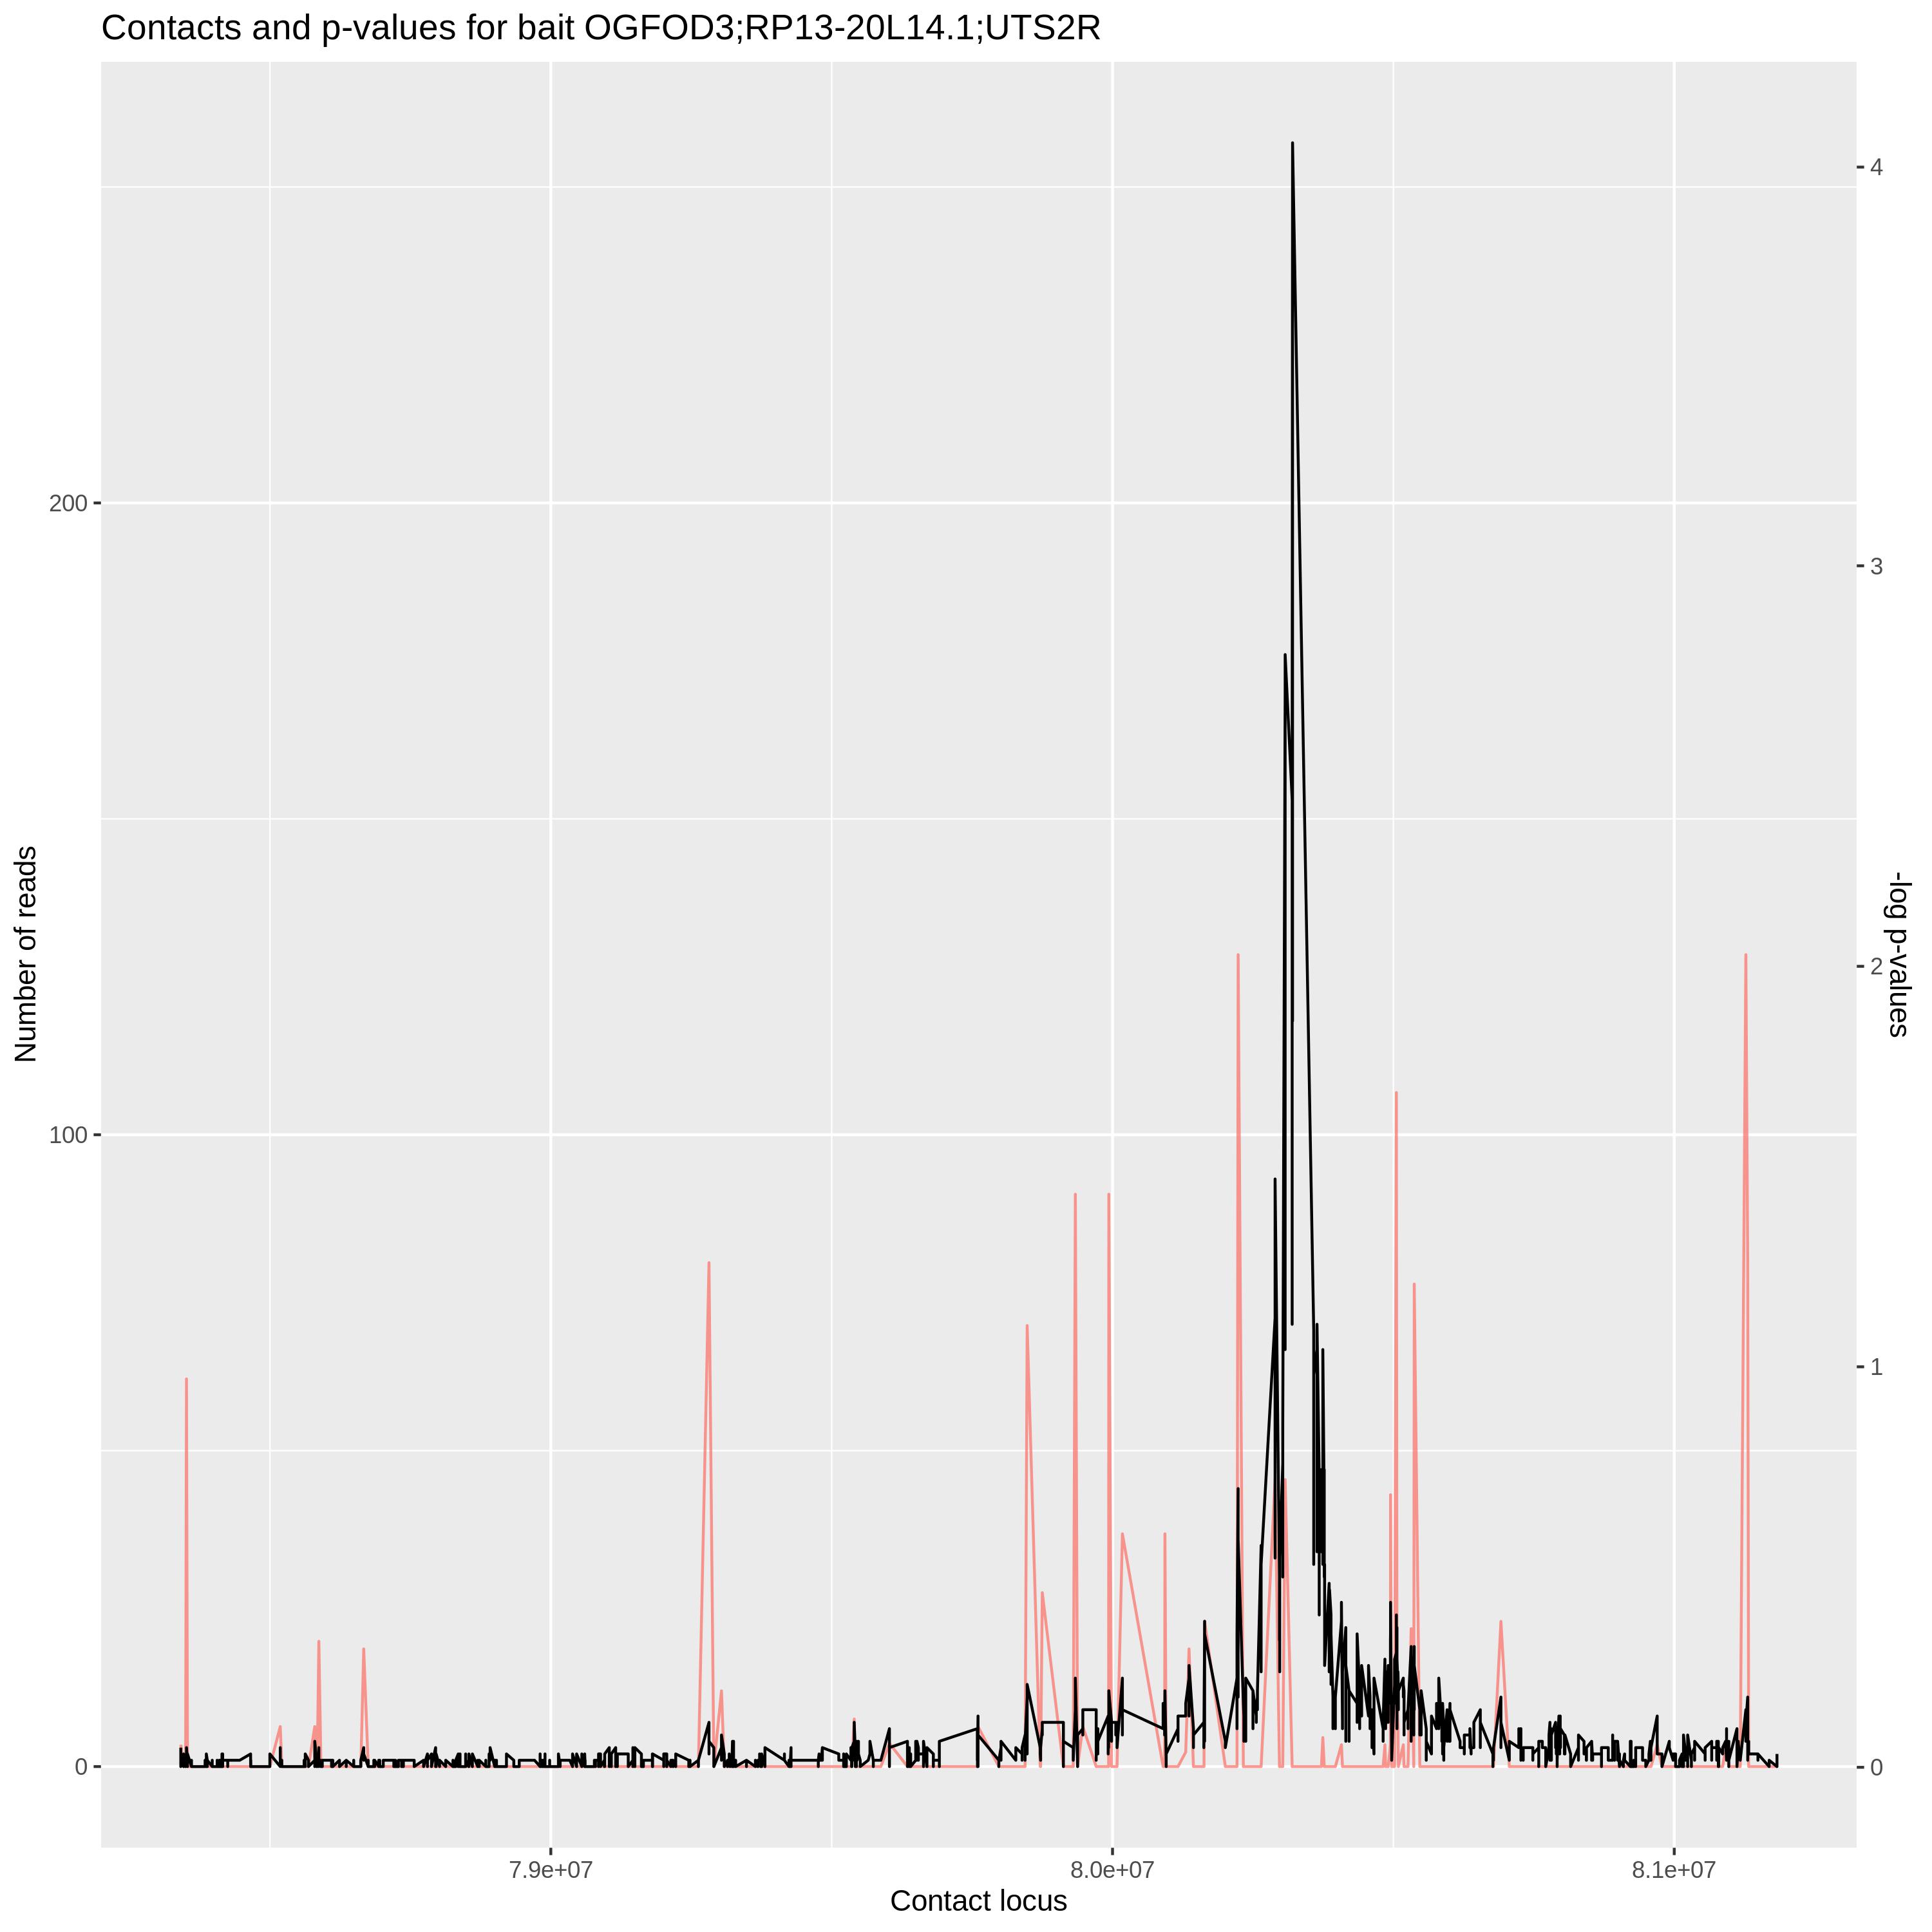 Contacts and p-values for bait OGFOD3;RP13-20L14.1;UTS2R
Number of reads
200
100
0
4
3
2
1
0
-log p-values
7.9e+07
8.0e+07
8.1e+07
Contact locus